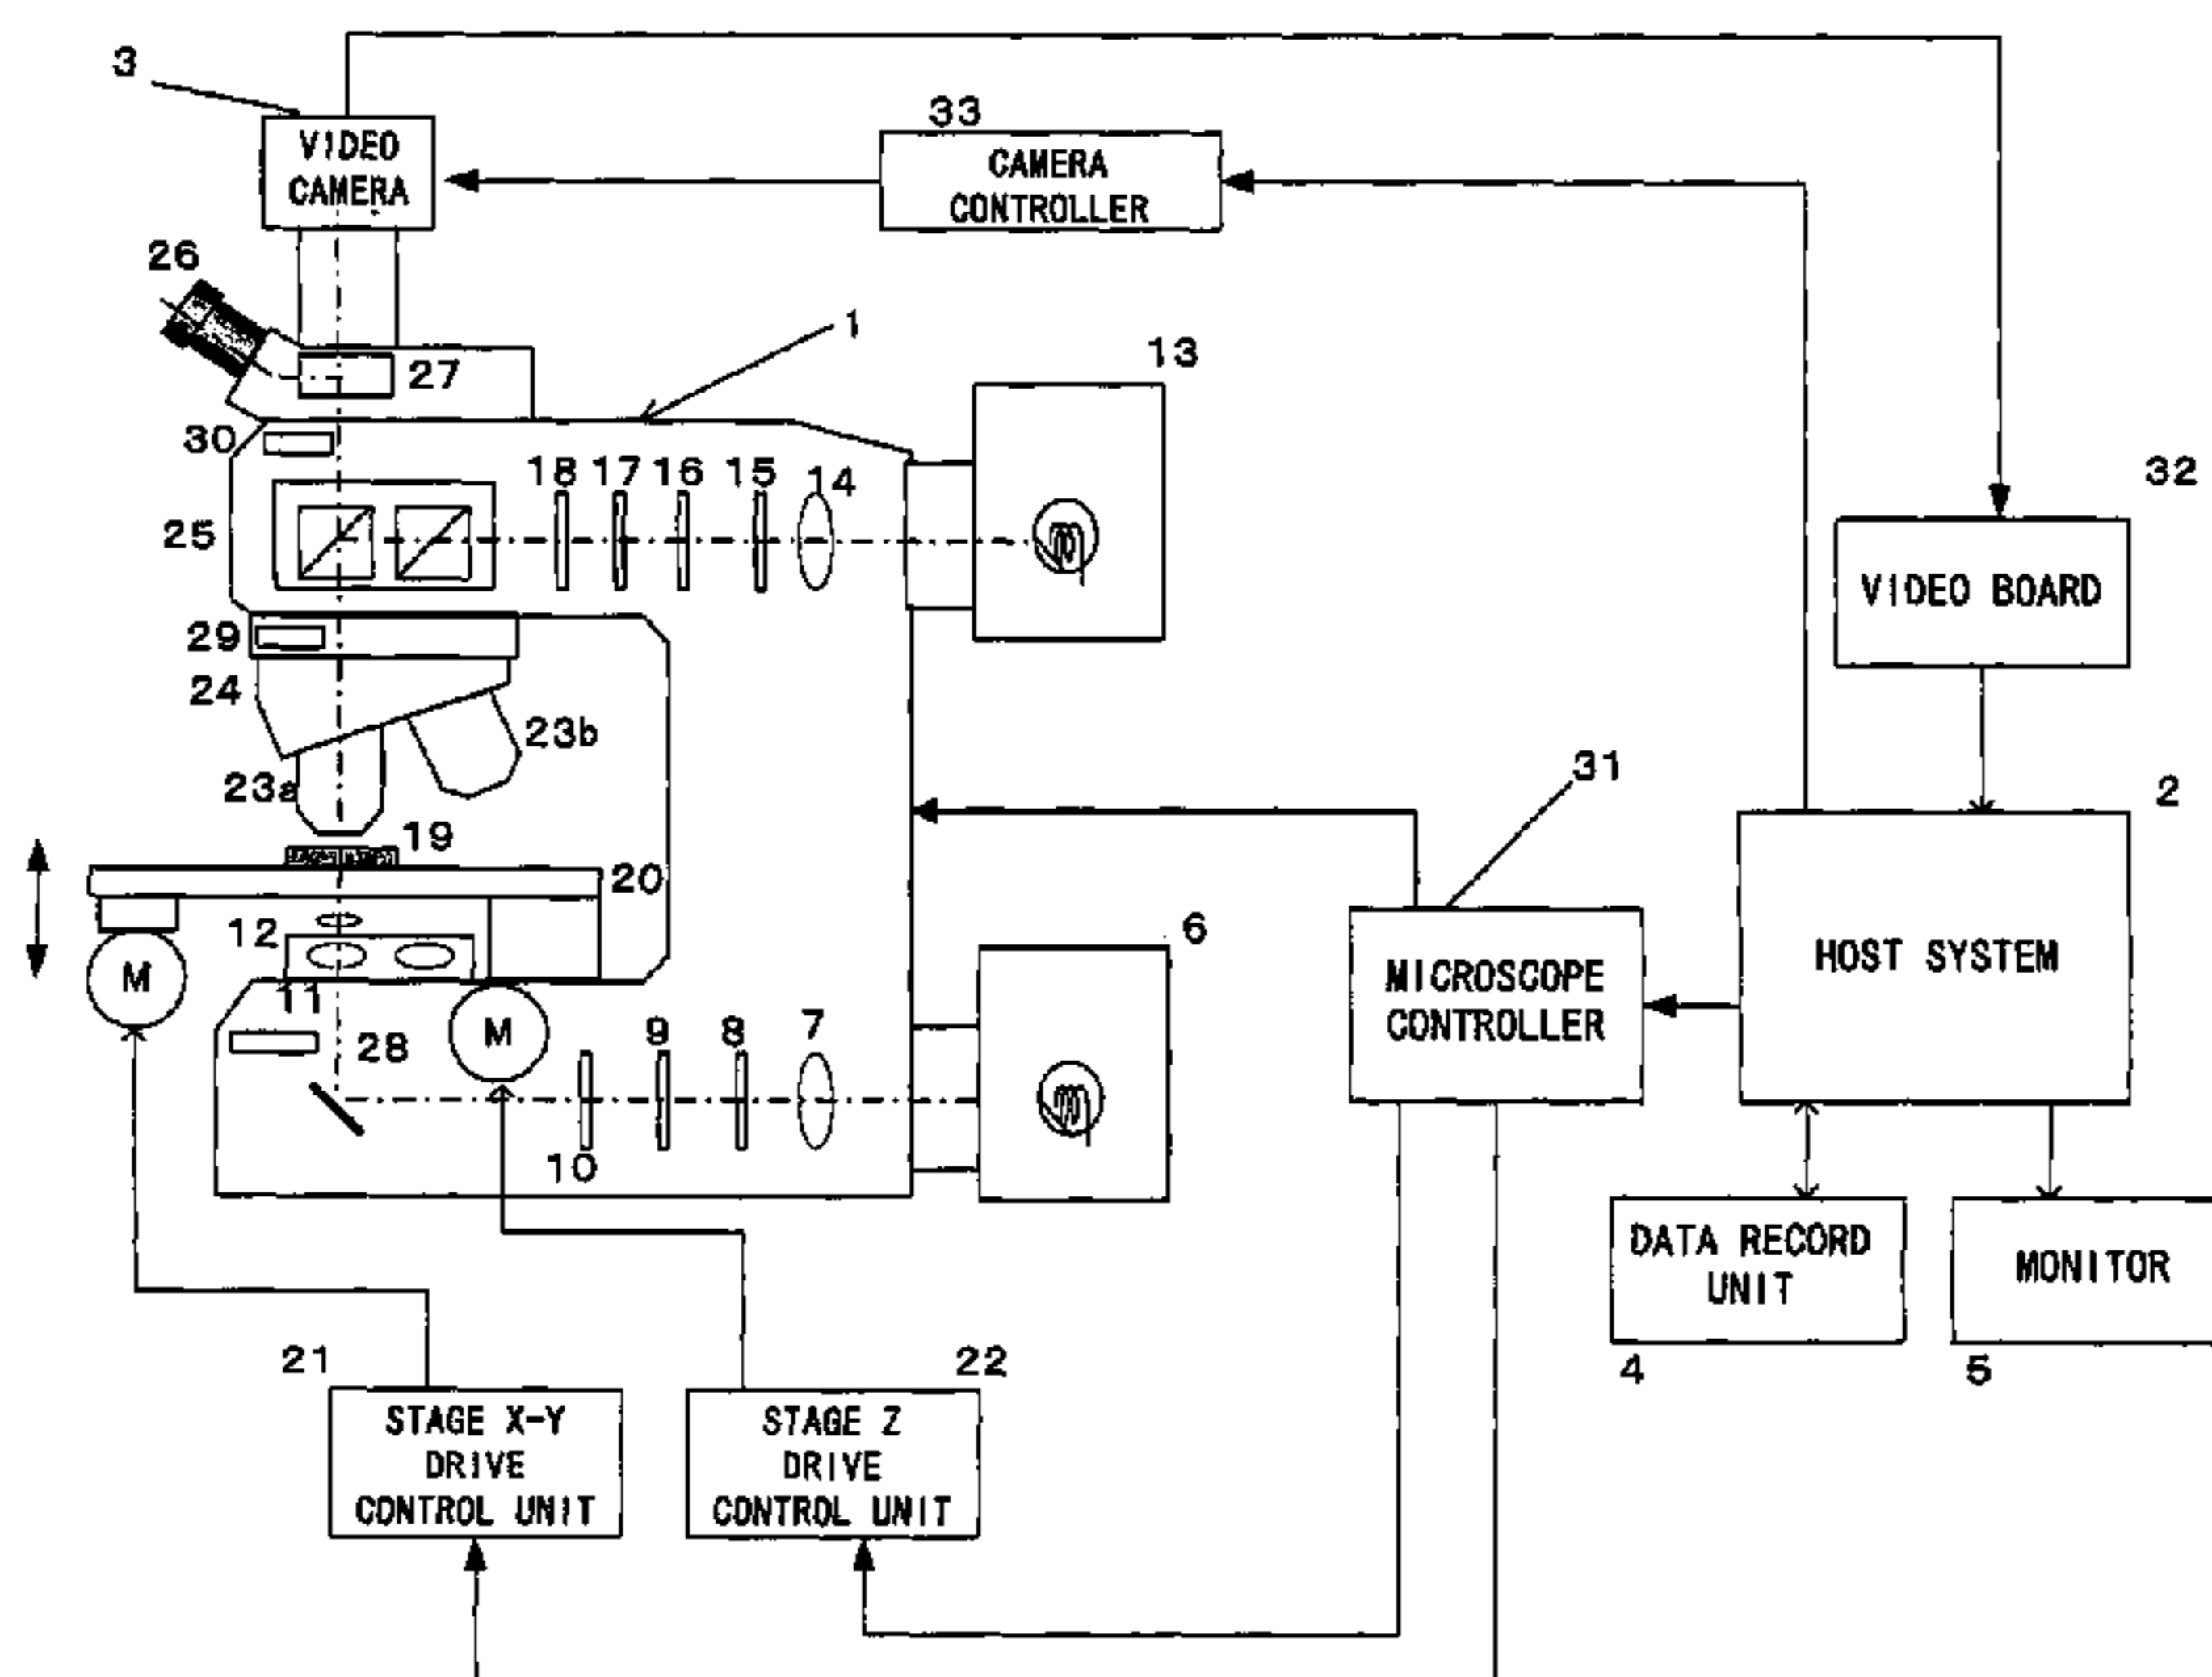 3
VIDEO
CAMERA
33
CAMERA
CONTROLLER
26
27
1
13
30
18 17 16 15 14
25
32
VIDEO BOARD
29
24
23b
23a
31
2
19
20
12
M
11
6
MICROSCOPE
CONTROLLER
HOST SYSTEM
28
M
9 8 7
10
DATA RECORD
UNIT
MONITOR
4
5
21
22
STAGE X-Y
DRIVE
CONTROL UNIT
STAGE Z
DRIVE
CONTROL UNIT